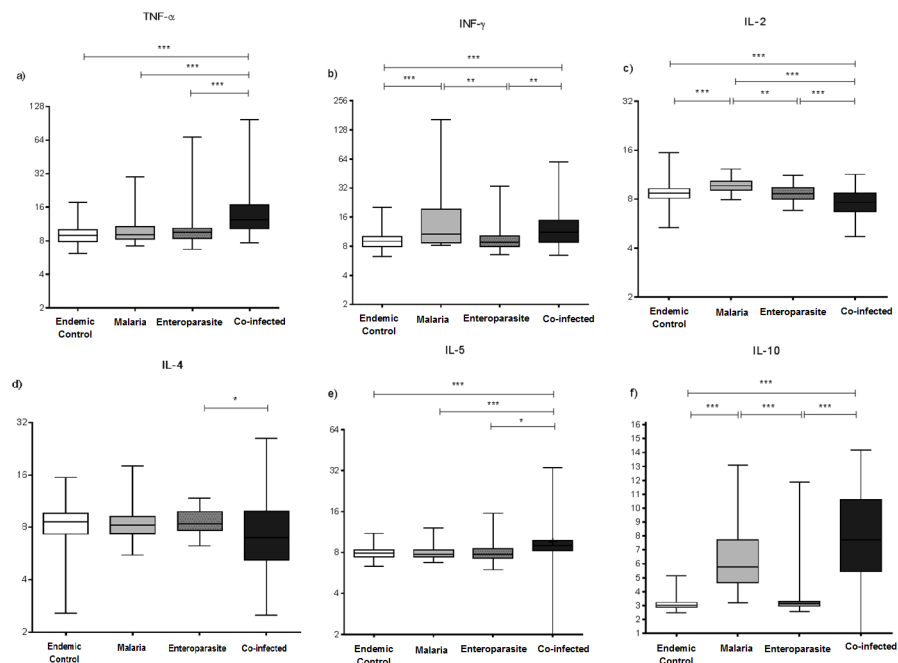 TNF-α
INF-γ
IL-2
***
***
***
a)
***
***
**
**
b)
***
***
***
**
***
c)
128
64
32
16
8
4
2
Endemic
Control
Malaria
Enteroparasite
Co-infected
256
128
64
32
16
8
4
2
Endemic
Control
Malaria
Enteroparasite
Co-infected
32
16
8
4
2
Endemic
Control
Malaria
Enteroparasite
Co-infected
IL-4
IL-5
IL-10
d)
*
e)
***
***
*
f)
***
***
***
***
32
16
8
4
2
Endemic
Control
Malaria
Enteroparasite
Co-infected
64
32
16
8
4
2
Endemic
Control
Malaria
Enteroparasite
Co-infected
16
15
14
13
12
11
10
9
8
7
6
5
4
3
2
1
Endemic
Control
Malaria
Enteroparasite
Co-infected